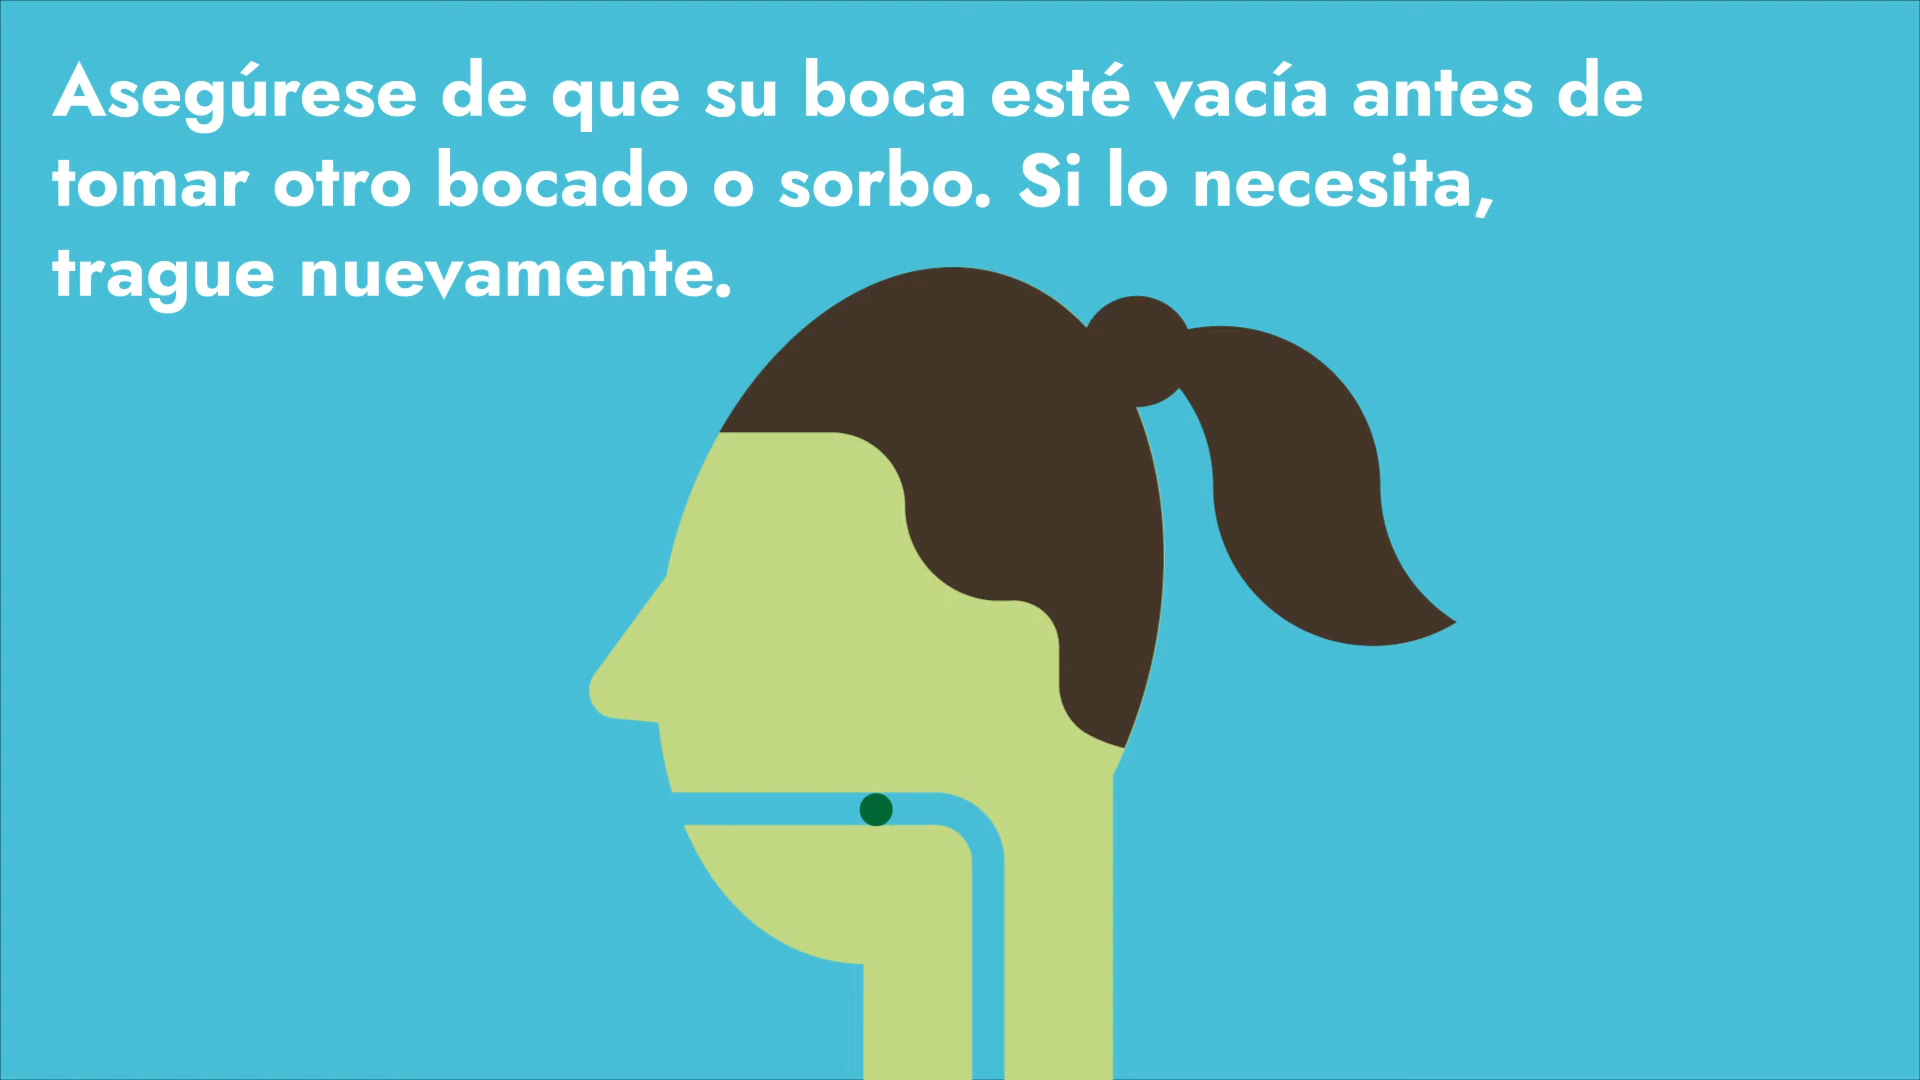 Asegúrese de que su boca esté vacía antes de
tomar otro bocado o sorbo. Si lo necesita,
trague nuevamente.